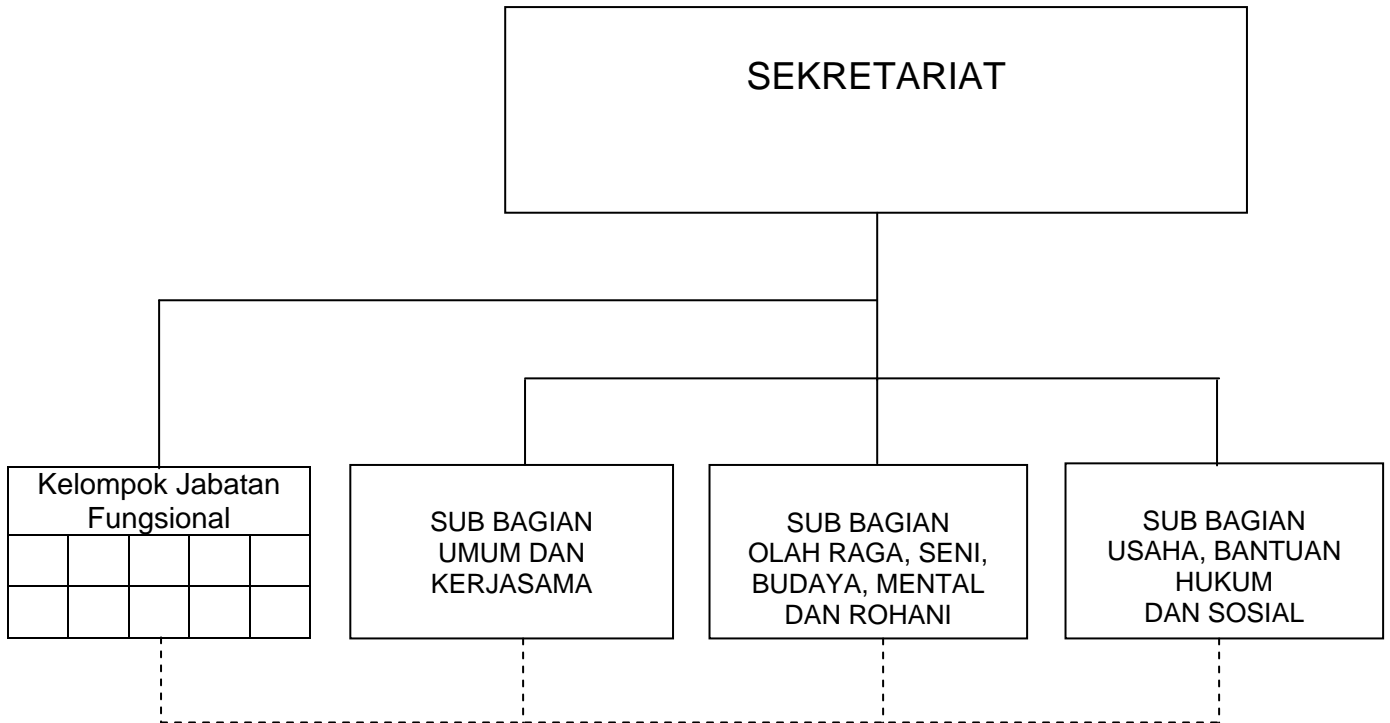 SEKRETARIAT
Kelompok Jabatan
Fungsional
SUB BAGIAN
UMUM DAN
KERJASAMA
SUB BAGIAN
OLAH RAGA, SENI,
BUDAYA, MENTAL
DAN ROHANI
SUB BAGIAN
USAHA, BANTUAN
HUKUM
DAN SOSIAL